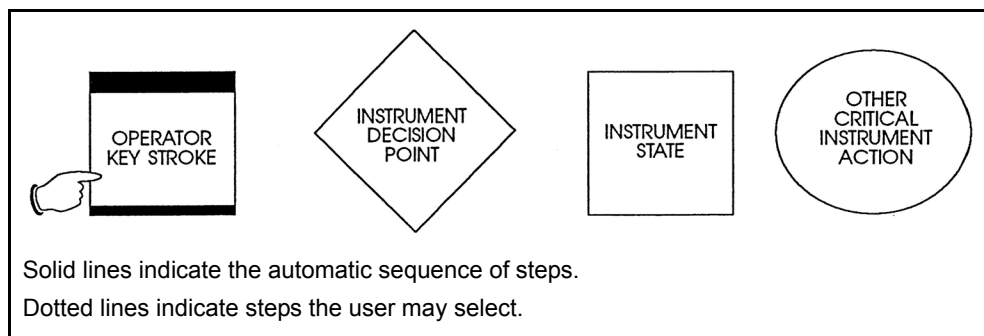 OPERATOR
KEY STROKE
INSTRUMENT
DECISION
POINT
INSTRUMENT
STATE
OTHER
CRITICAL
INSTRUMENT
ACTION
Solid lines indicate the automatic sequence of steps.
Dotted lines indicate steps the user may select.